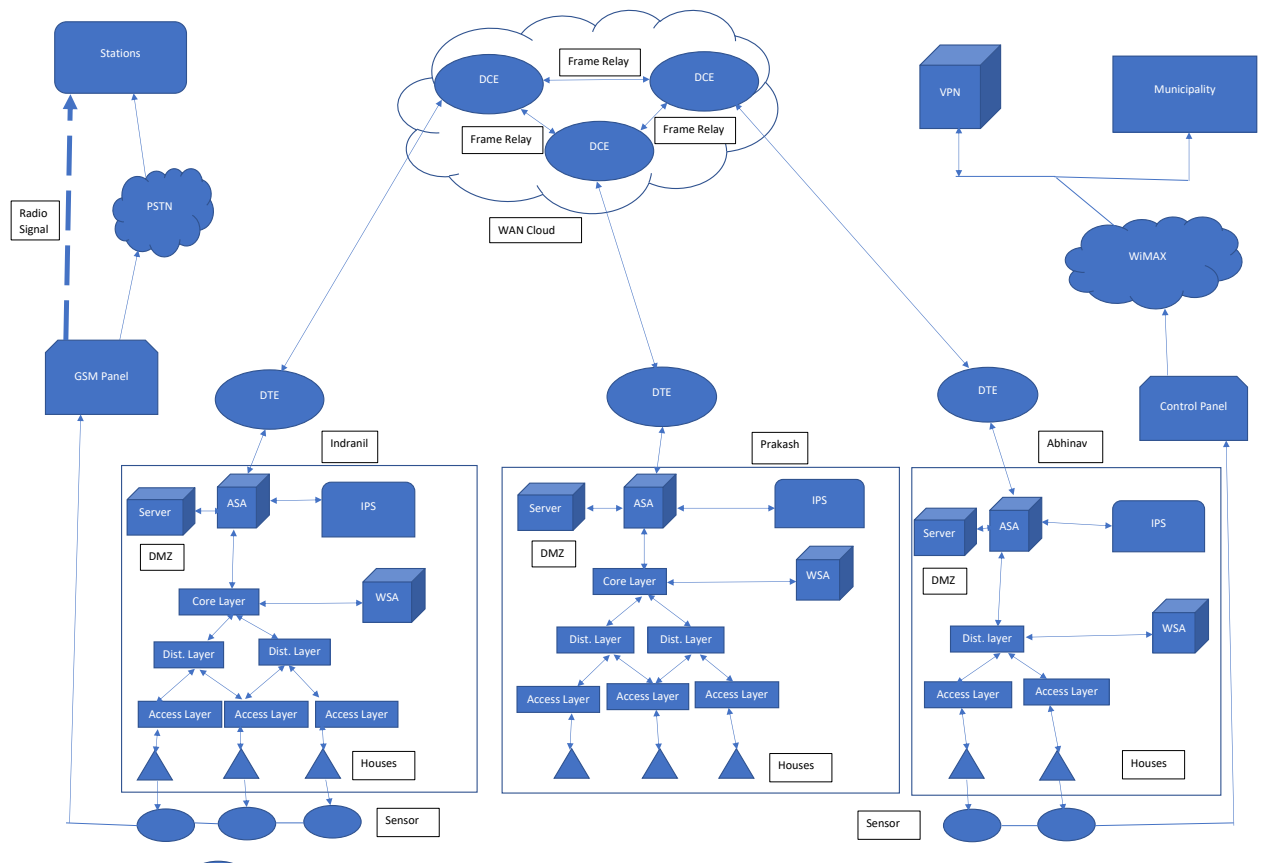 Stations
DCE
Frame Relay
DCE
VPN
Municipality
Frame Relay
DCE
Frame Relay
Radio
Signal
PSTN
WAN Cloud
WiMAX
GSM Panel
DTE
DTE
DTE
Control Panel
Indranil
Prakash
Abhinav
Server
ASA
IPS
DMZ
Core Layer
WSA
Dist. Layer
Dist. Layer
Access Layer
Access Layer
Access Layer
Houses
Sensor
Server
ASA
IPS
DMZ
Core Layer
WSA
Dist. Layer
Dist. Layer
Access Layer
Access Layer
Access Layer
Houses
Server
ASA
IPS
DMZ
Dist. layer
WSA
Access Layer
Access Layer
Houses
Sensor